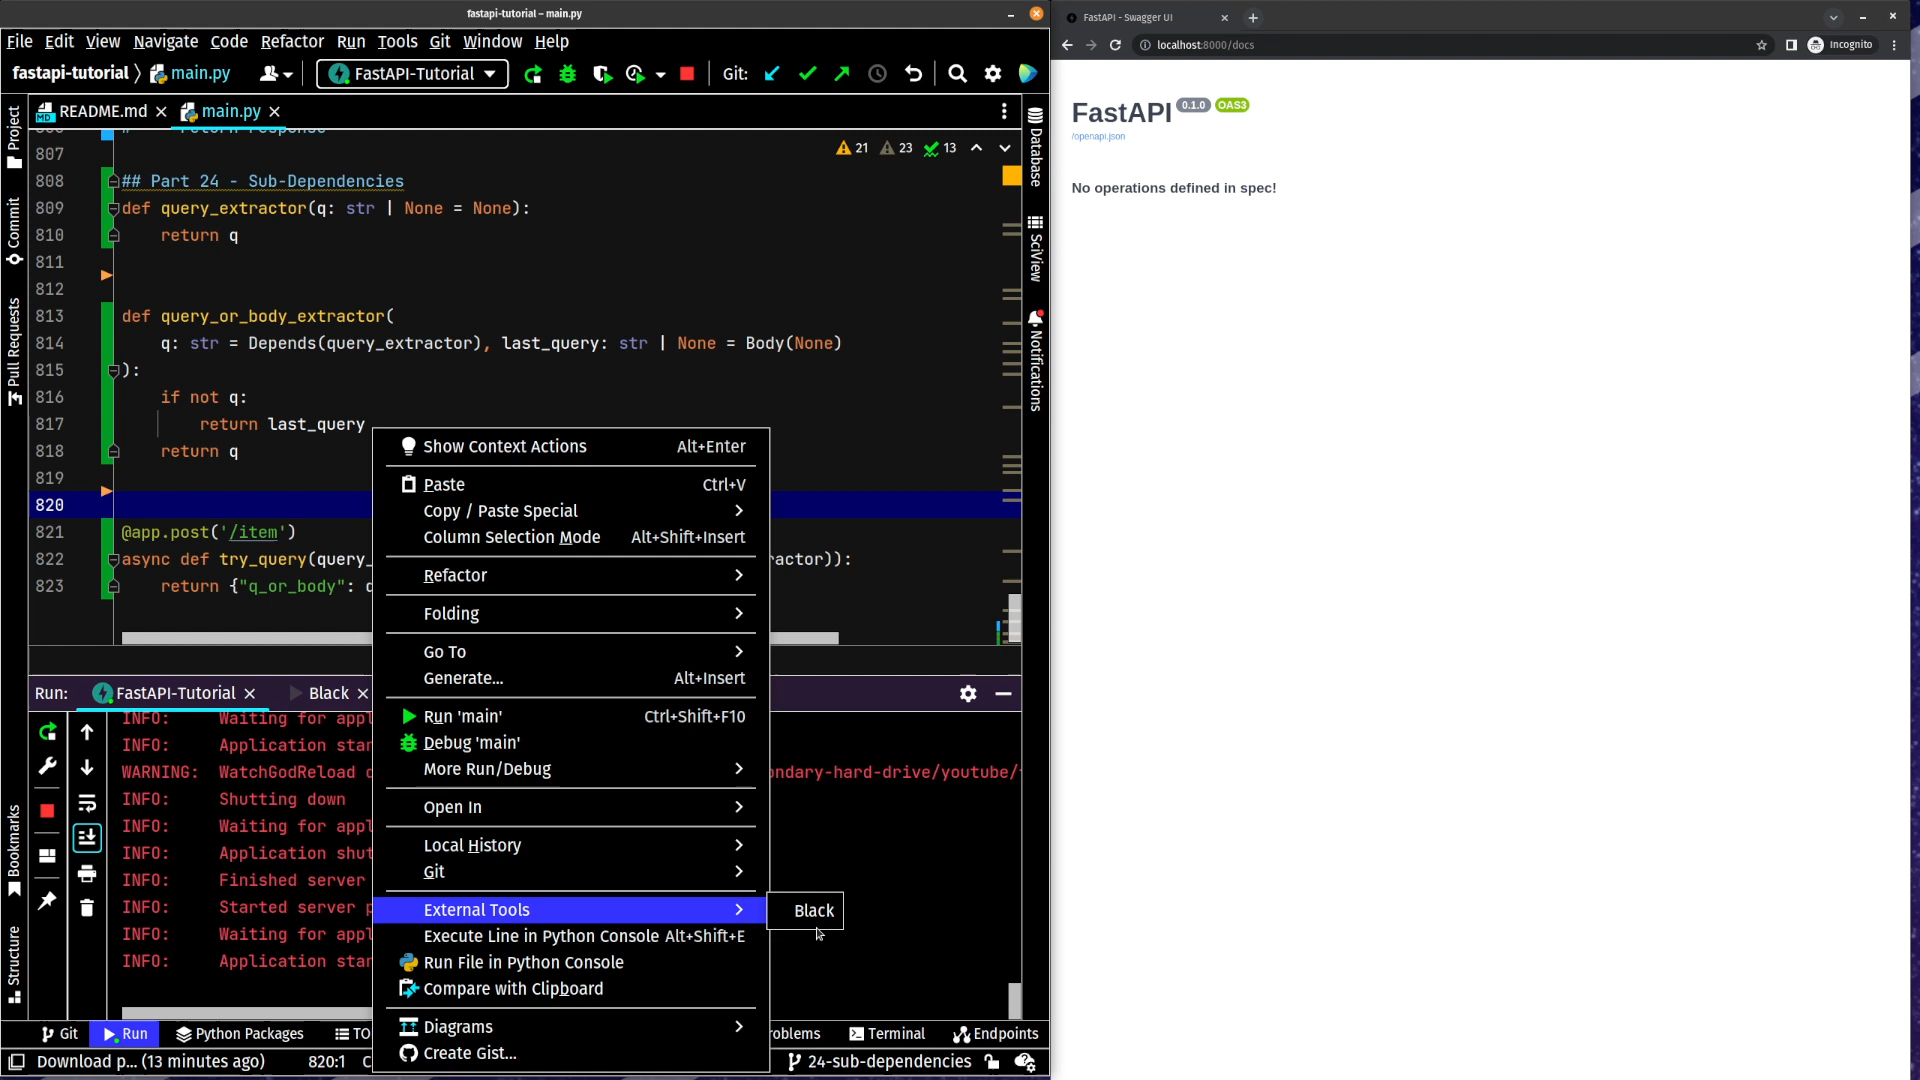 fastapi-tutorial – main.py
File Edit View Navigate Code Refactor Run Tools Git Window Help
fastapi-tutorial main.py FastAPI-Tutorial Git:
README.md main.py
Project
Commit
Pull Requests
Bookmarks
Structure
Database
SciView
Notifications
21 23 13
807
808 ## Part 24 - Sub-Dependencies
809 def query_extractor(q: str | None = None):
810 return q
811
812
813 def query_or_body_extractor(
814 q: str = Depends(query_extractor), last_query: str | None = Body(None)
815 ):
816 if not q:
817 return last_query
818 return q
819
820
821 @app.post('/item')
822 async def try_query(query_ actor)):
823 return {"q_or_body":
Show Context Actions Alt+Enter
Paste Ctrl+V
Copy / Paste Special
Column Selection Mode Alt+Shift+Insert
Refactor
Folding
Go To
Generate... Alt+Insert
Run 'main' Ctrl+Shift+F10
Debug 'main'
More Run/Debug
Open In
Local History
Git
External Tools
Black
Execute Line in Python Console Alt+Shift+E
Run File in Python Console
Compare with Clipboard
Diagrams
Create Gist...
Run: FastAPI-Tutorial Black
INFO: Waiting for appl
INFO: Application star
WARNING: WatchGodReload ondary-hard-drive/youtube/
INFO: Shutting down
INFO: Waiting for appl
INFO: Application shut
INFO: Finished server
INFO: Started server p
INFO: Waiting for appl
INFO: Application star
Git Run Python Packages TO roblems Terminal Endpoints
Download p... (13 minutes ago) 820:1 24-sub-dependencies
FastAPI - Swagger UI
localhost:8000/docs Incognito
FastAPI 0.1.0 OAS3
/openapi.json
No operations defined in spec!